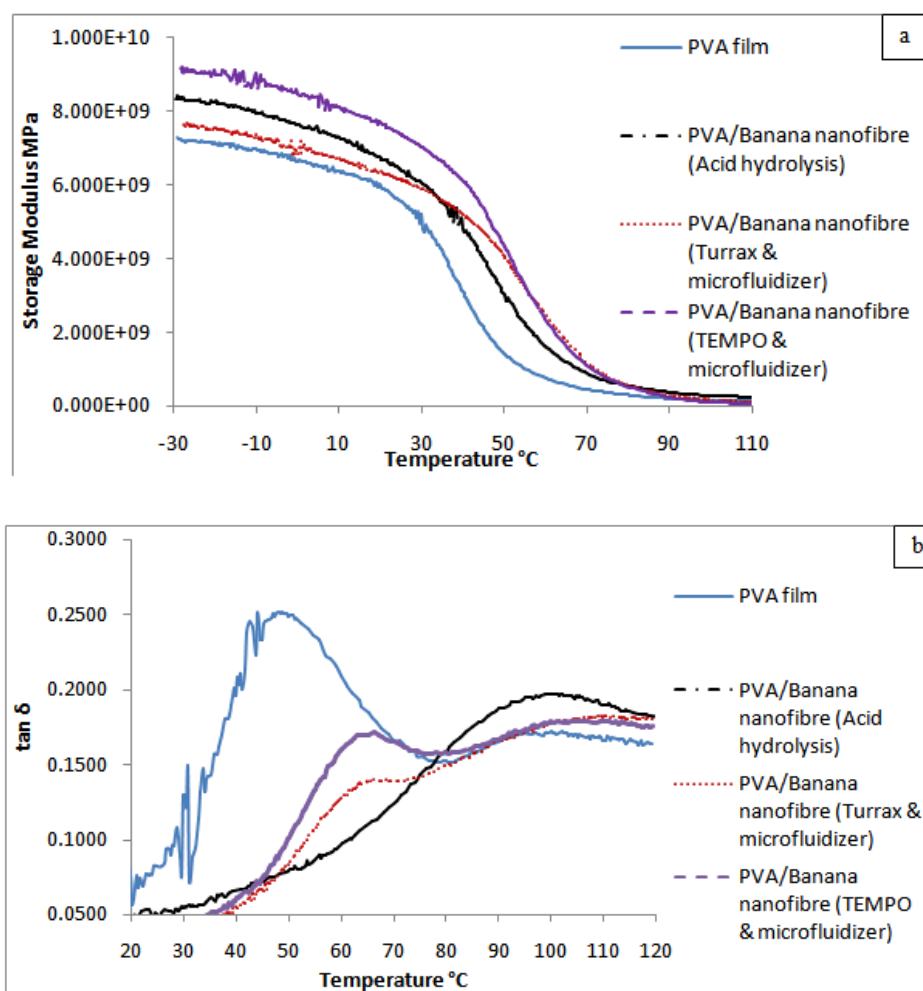 a
1.000E+10
8.000E+09
6.000E+09
4.000E+09
2.000E+09
0.000E+00
Storage Modulus MPa
-30 -10 10 30 50 70 90 110
Temperature °C
PVA film
PVA/Banana nanofibre
(Acid hydrolysis)
PVA/Banana nanofibre
(Turrax &
microfluidizer)
PVA/Banana nanofibre
(TEMPO &
microfluidizer)
b
0.3000
0.2500
0.2000
0.1500
0.1000
0.0500
tan δ
20 30 40 50 60 70 80 90 100 110 120
Temperature °C
PVA film
PVA/Banana
nanofibre (Acid
hydrolysis)
PVA/Banana
nanofibre (Turrax &
microfluidizer)
PVA/Banana
nanofibre (TEMPO
& microfluidizer)